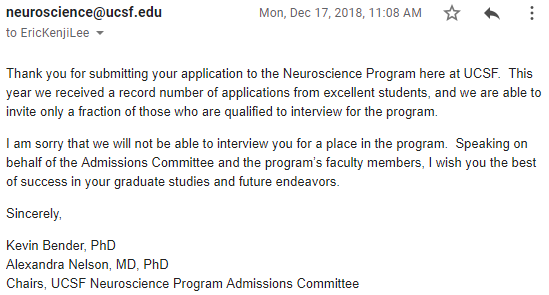 neuroscience@ucsf.edu Mon, Dec 17, 2018, 11:08 AM
to EricKenjiLee
Thank you for submitting your application to the Neuroscience Program here at UCSF.  This
year we received a record number of applications from excellent students, and we are able to
invite only a fraction of those who are qualified to interview for the program.
I am sorry that we will not be able to interview you for a place in the program.  Speaking on
behalf of the Admissions Committee and the program's faculty members, I wish you the best
of success in your graduate studies and future endeavors.
Sincerely,
Kevin Bender, PhD
Alexandra Nelson, MD, PhD
Chairs, UCSF Neuroscience Program Admissions Committee